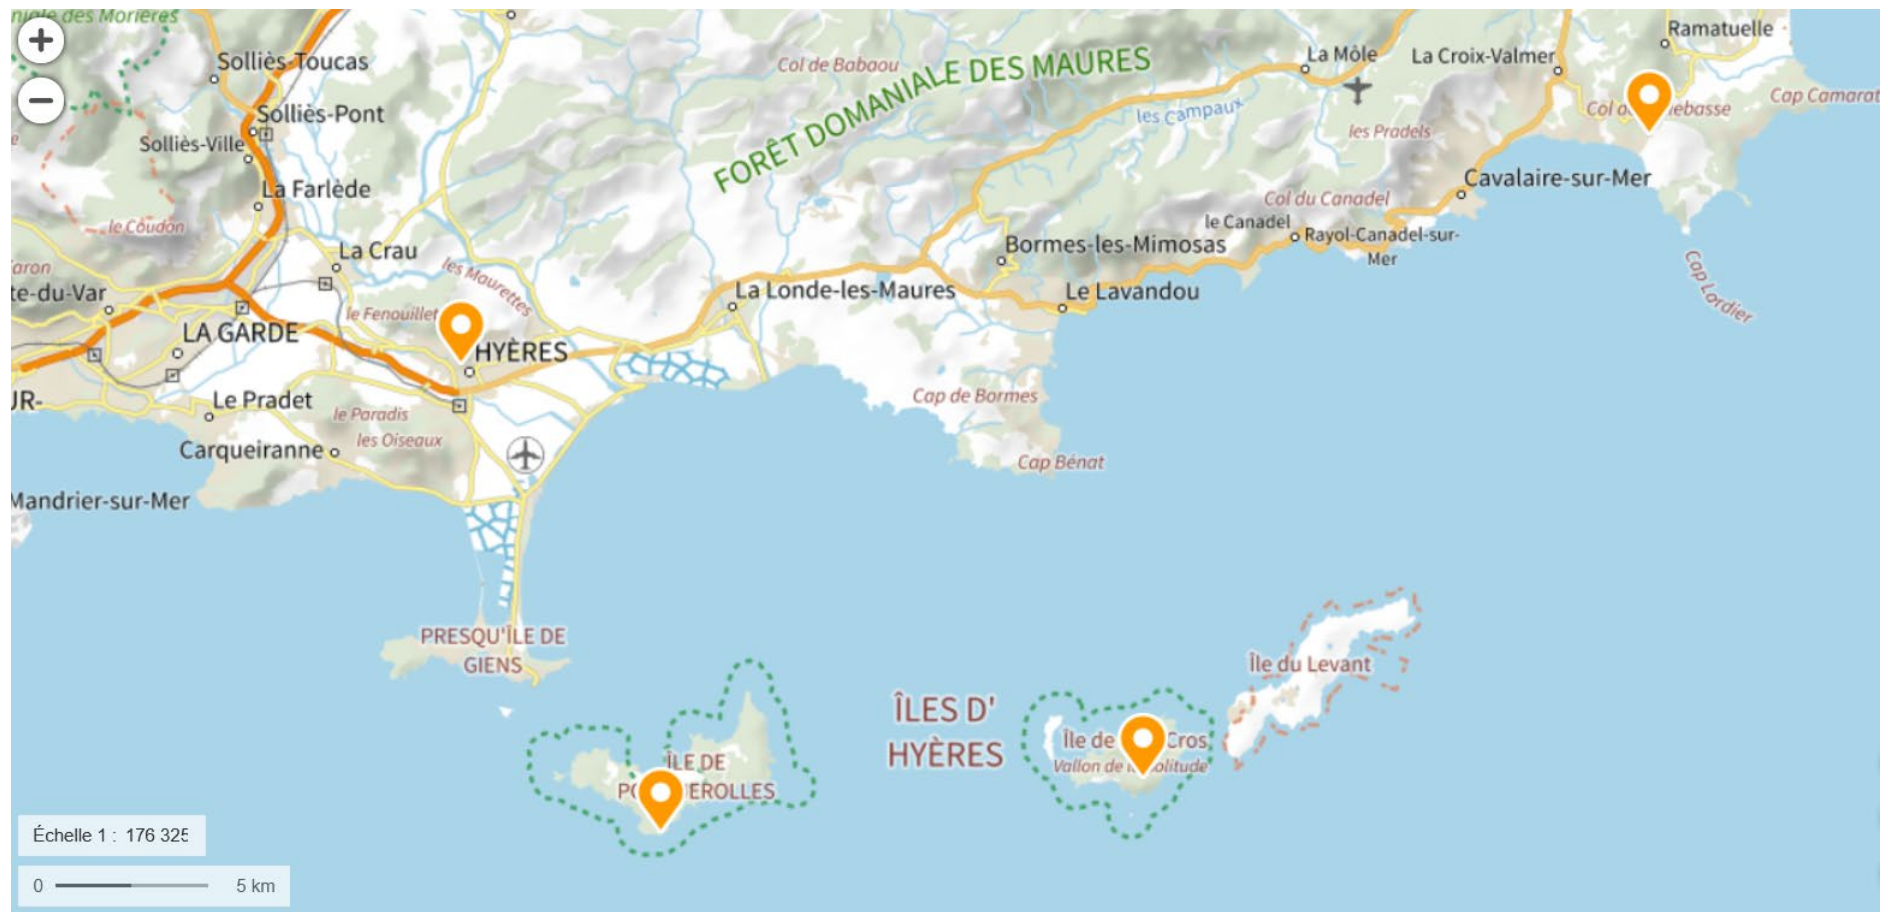 niale des Morières
Solliès-Toucas
Col de Babaou
FORÊT DOMANIALE DES MAURES
La Môle
La Croix-Valmer
Ramatuelle
Solliès-Pont
les Campaux
Cap Camarat
les Pradels
Solliès-Ville
La Farlède
Cavalaire-sur-Mer
Col du Canadel
le Coudon
le Canadel
Rayol-Canadel-sur-
Mer
La Crau
Bormes-les-Mimosas
aron
les Maurettes
te-du-Var
La Londe-les-Maures
Le Lavandou
Cap Lardier
le Fenouillet
LA GARDE
HYÈRES
Le Pradet
le Paradis
Cap de Bormes
les Oiseaux
Carqueiranne
Cap Bénat
Mandrier-sur-Mer
PRESQU'ÎLE DE
GIENS
Île du Levant
ÎLES D'
HYÈRES
Île de Cros
Vallon de
ÎLE DE
Échelle 1 : 176 325
0 5 km